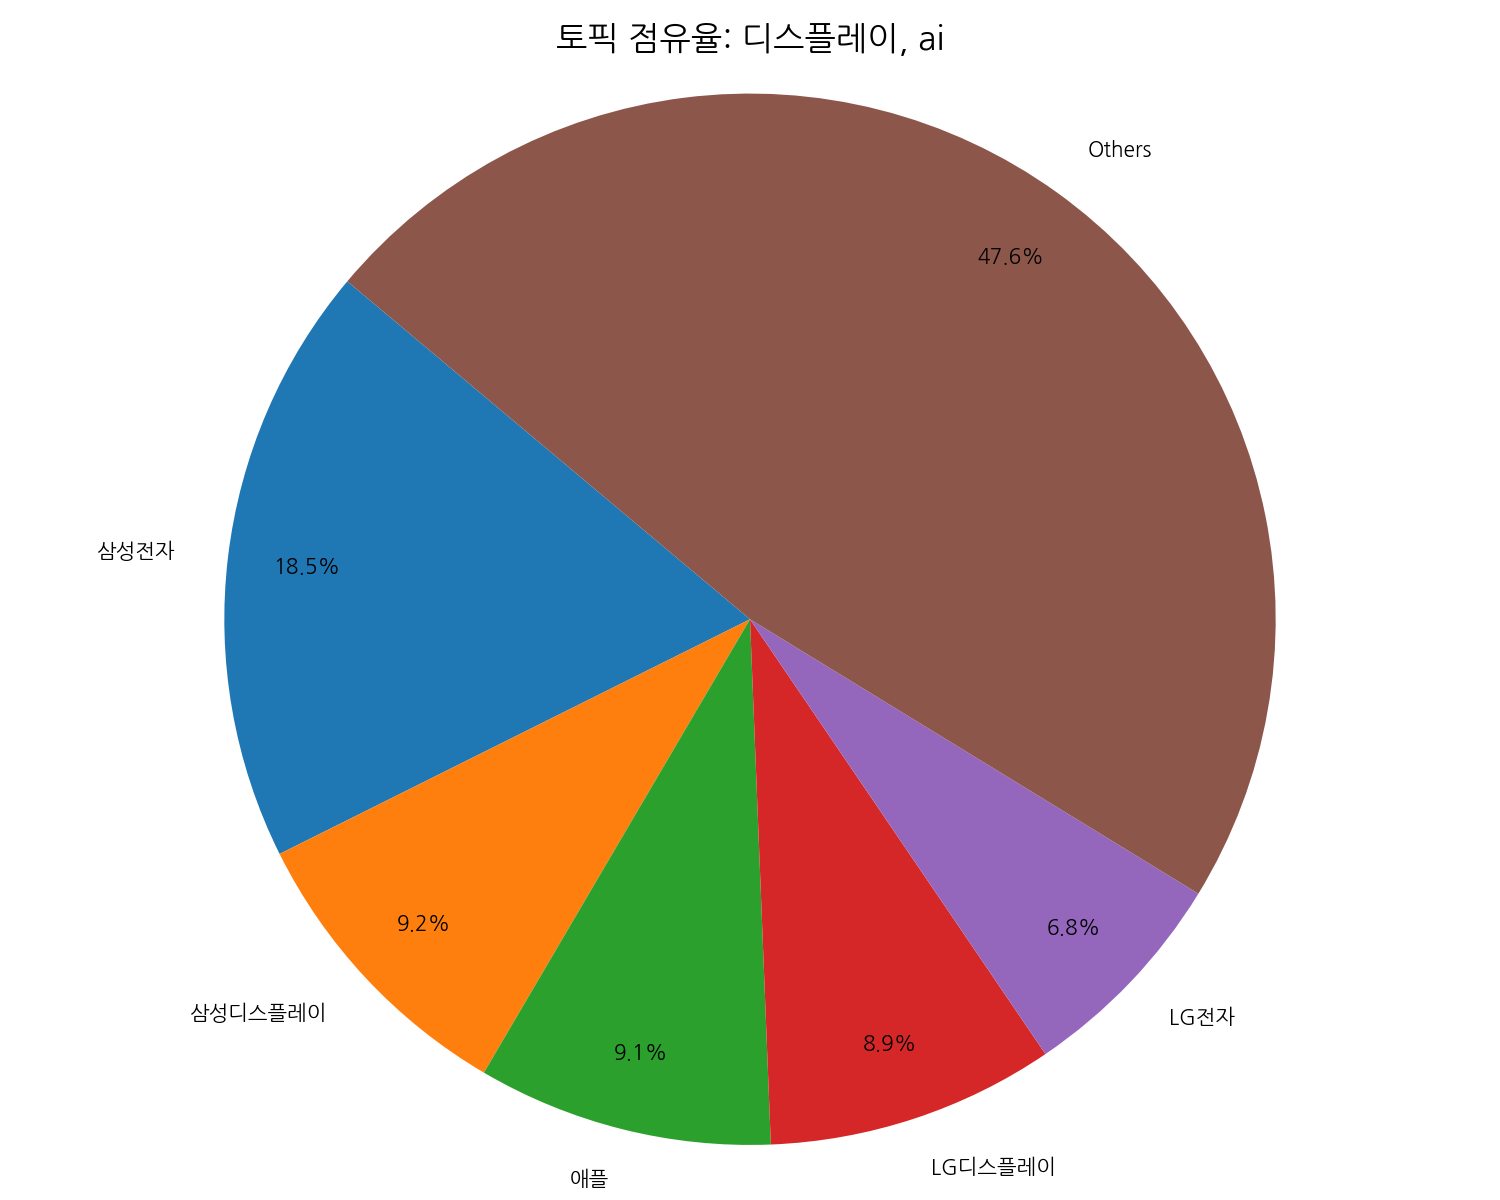 토픽 점유율: 디스플레이, ai
Others
47.6%
삼성전자
18.5%
9.2%
삼성디스플레이
9.1%
애플
8.9%
LG디스플레이
6.8%
LG전자